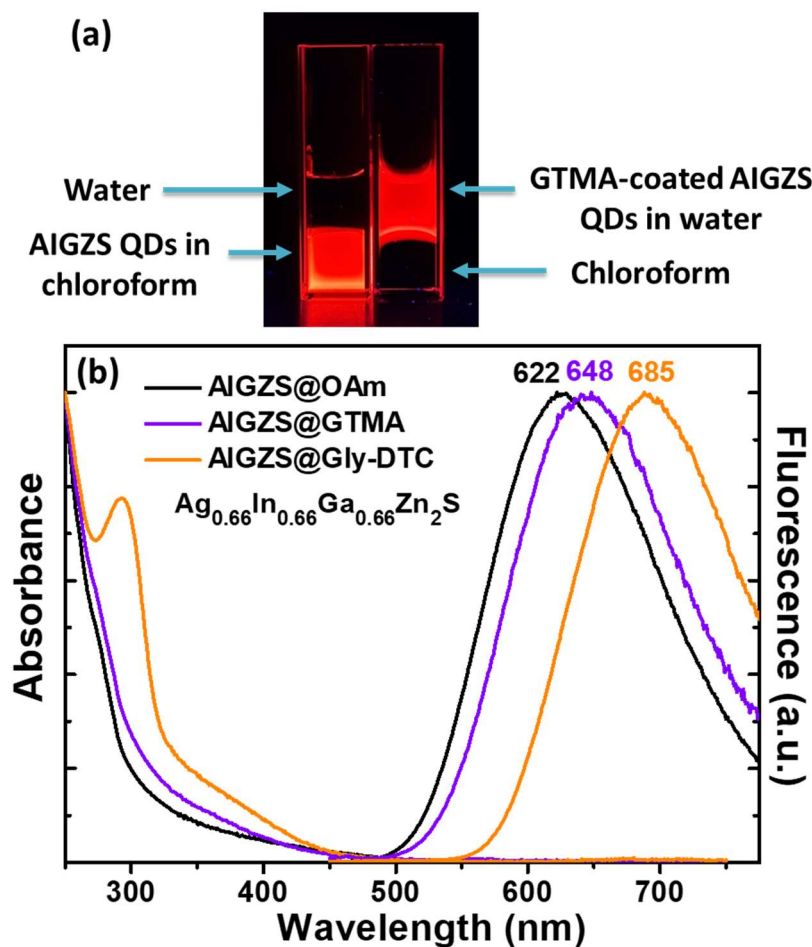 (a)
Water
AIGZS QDs in
chloroform
GTMA-coated AIGZS
QDs in water
Chloroform
(b)
AIGZS@OAm
AIGZS@GTMA
AIGZS@Gly-DTC
Ag0.66In0.66Ga0.66Zn2S
622 648 685
Absorbance
Fluorescence (a.u.)
300 400 500 600 700
Wavelength (nm)